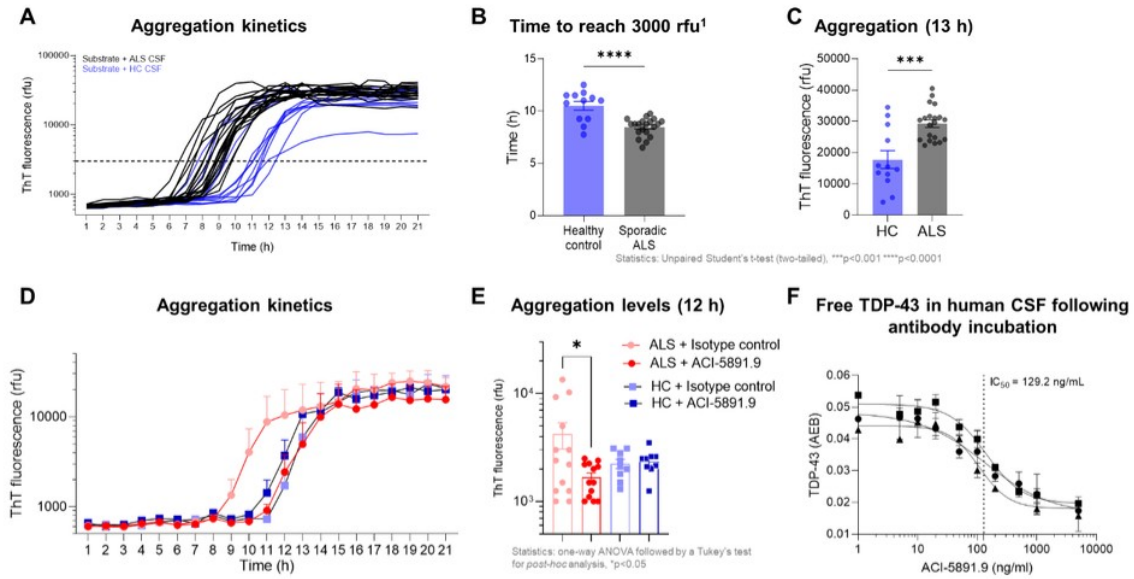 A
Aggregation kinetics
Substrate + ALS CSF
Substrate + HC CSF
100000
10000
1000
ThT fluorescence (rfu)
1 2 3 4 5 6 7 8 9 10 11 12 13 14 15 16 17 18 19 20 21
Time (h)
B
Time to reach 3000 rfu¹
****
15
10
5
0
Time (h)
Healthy control
Sporadic ALS
C
Aggregation (13 h)
***
50000
40000
30000
20000
10000
0
ThT fluorescence (rfu)
HC ALS
Statistics: Unpaired Student's t-test (two-tailed), ***p<0.001 ****p<0.0001
D
Aggregation kinetics
10000
1000
ThT fluorescence (rfu)
1 2 3 4 5 6 7 8 9 10 11 12 13 14 15 16 17 18 19 20 21
Time (h)
E
Aggregation levels (12 h)
*
10⁴
10³
ThT fluorescence (rfu)
ALS + Isotype control
ALS + ACI-5891.9
HC + Isotype control
HC + ACI-5891.9
Statistics: one-way ANOVA followed by a Tukey's test
for post-hoc analysis, *p<0.05
F
Free TDP-43 in human CSF following
antibody incubation
IC₅₀ = 129.2 ng/mL
0.06
0.05
0.04
0.03
0.02
0.01
TDP-43 (AEB)
1 10 100 1000 10000
ACI-5891.9 (ng/ml)